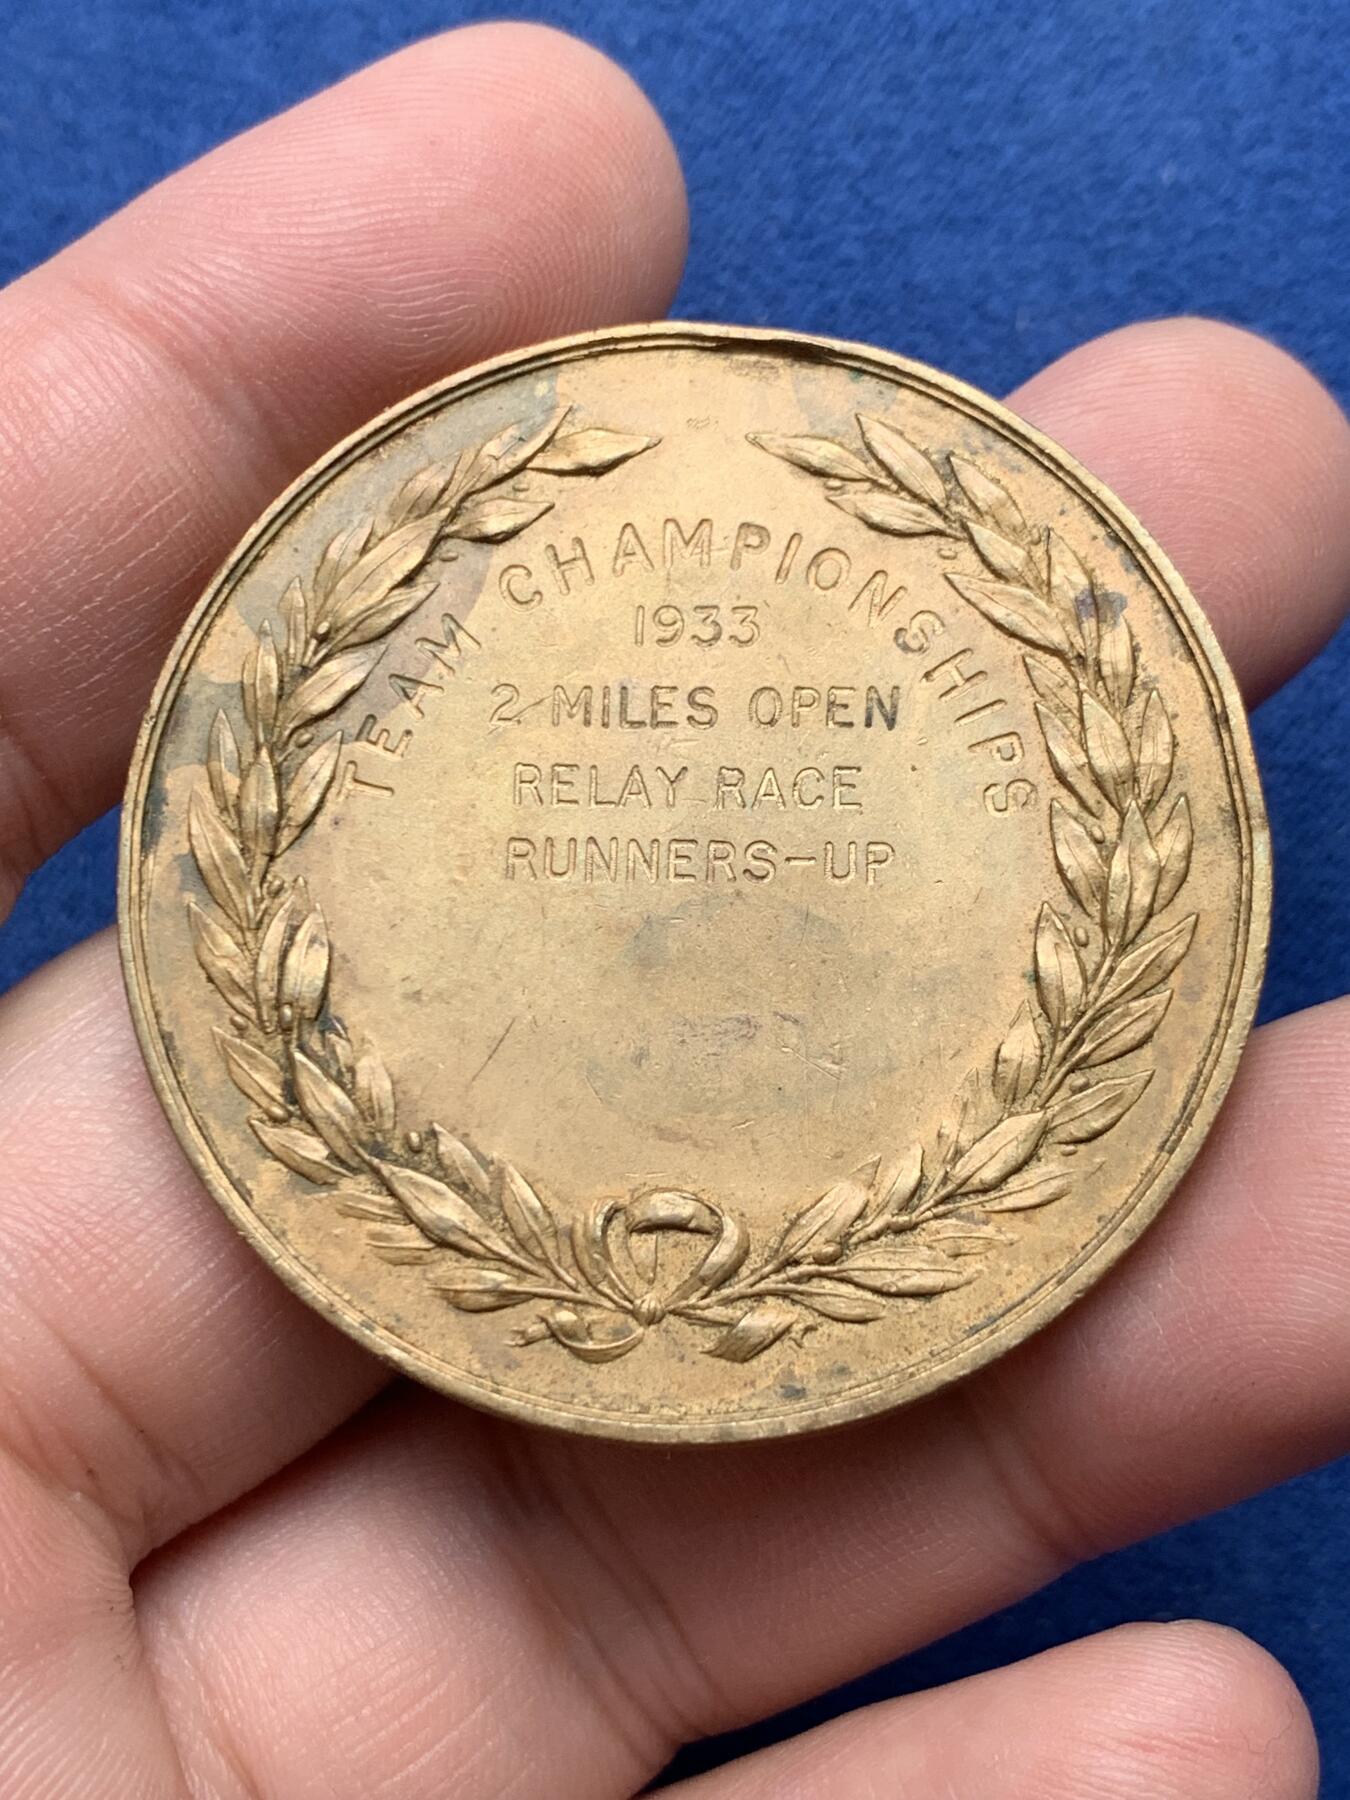 TEAM CHAMPIONSHIPS
1933
2 MILES OPEN
RELAY RACE
RUNNERS-UP